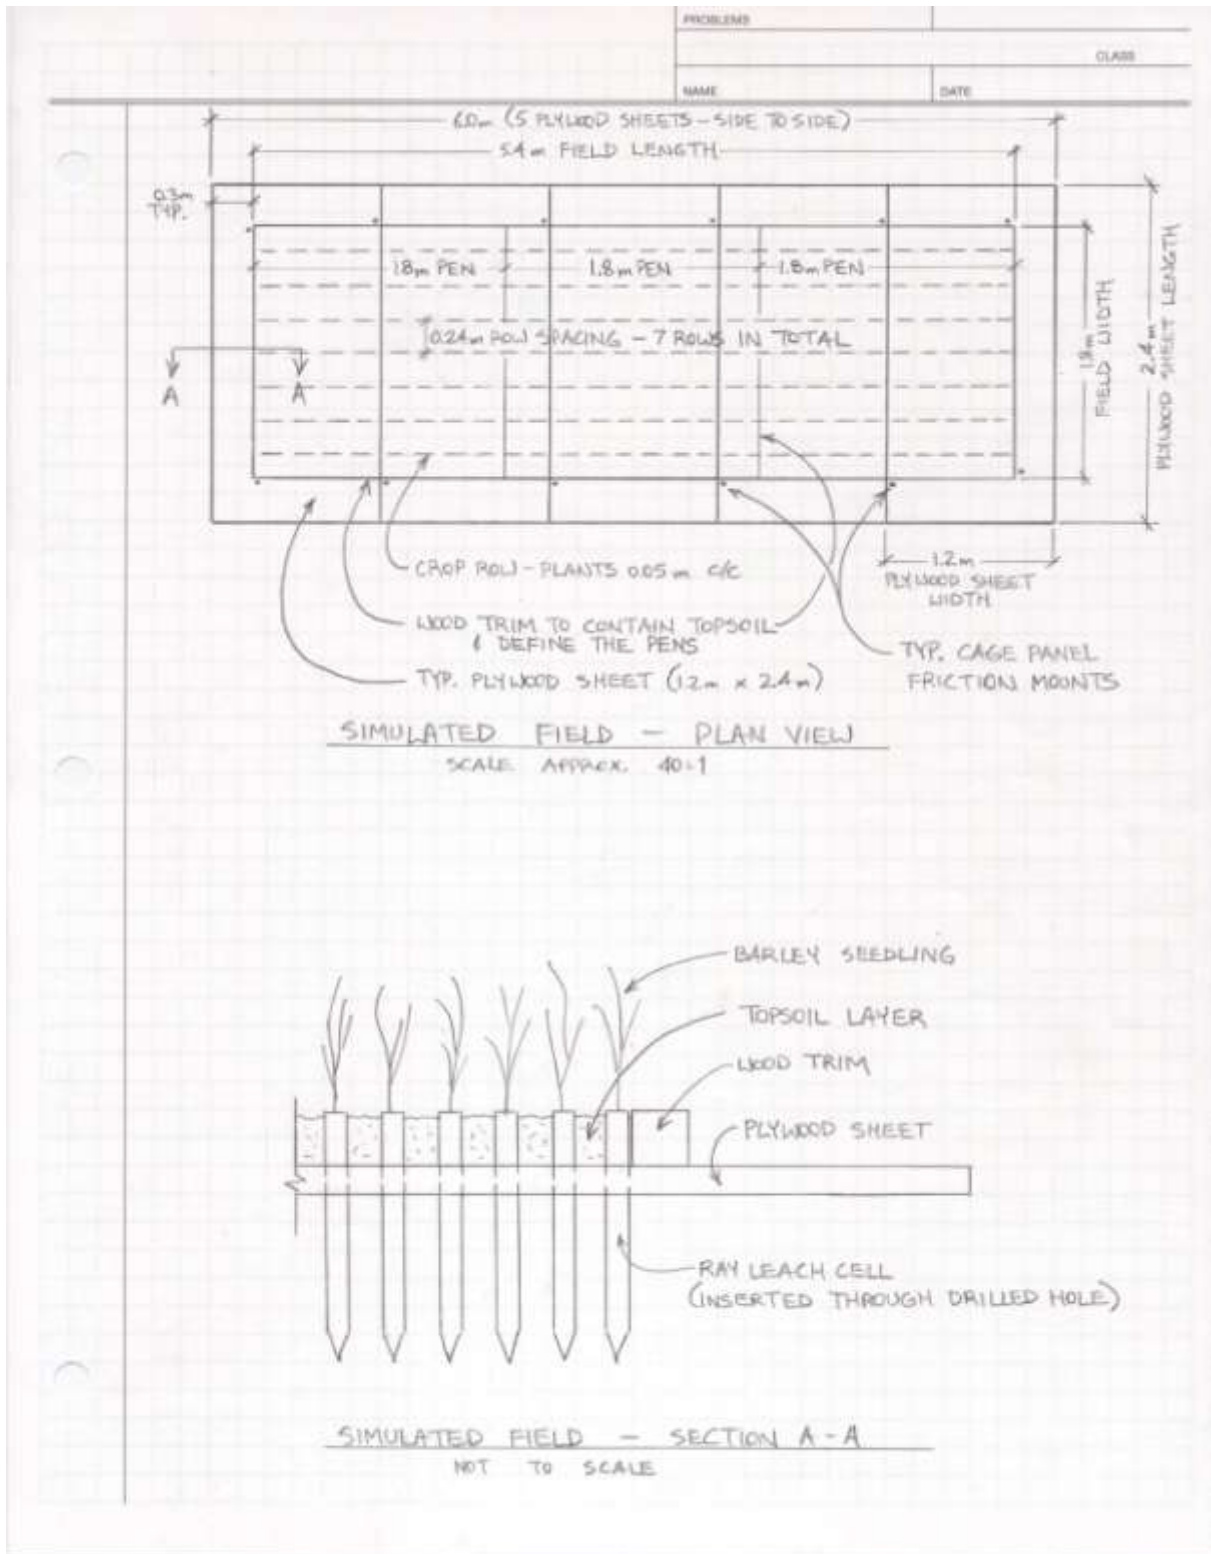 PROBLEMS
CLASS
NAME
DATE
6.0m (5 PLYWOOD SHEETS - SIDE TO SIDE)
5.4m FIELD LENGTH
0.3m
TYP.
1.8m PEN
1.8m PEN
1.8m PEN
0.24m ROW SPACING - 7 ROWS IN TOTAL
A
A
1.8m
FIELD WIDTH
2.4m
PLYWOOD SHEET LENGTH
CROP ROW - PLANTS 0.05m c/c
1.2m
PLYWOOD SHEET
WIDTH
WOOD TRIM TO CONTAIN TOPSOIL
& DEFINE THE PENS
TYP. CAGE PANEL
FRICTION MOUNTS
TYP. PLYWOOD SHEET (1.2m x 2.4m)
SIMULATED FIELD - PLAN VIEW
SCALE APPROX. 40:1
BARLEY SEEDLING
TOPSOIL LAYER
WOOD TRIM
PLYWOOD SHEET
RAY LEACH CELL
(INSERTED THROUGH DRILLED HOLE)
SIMULATED FIELD - SECTION A-A
NOT TO SCALE